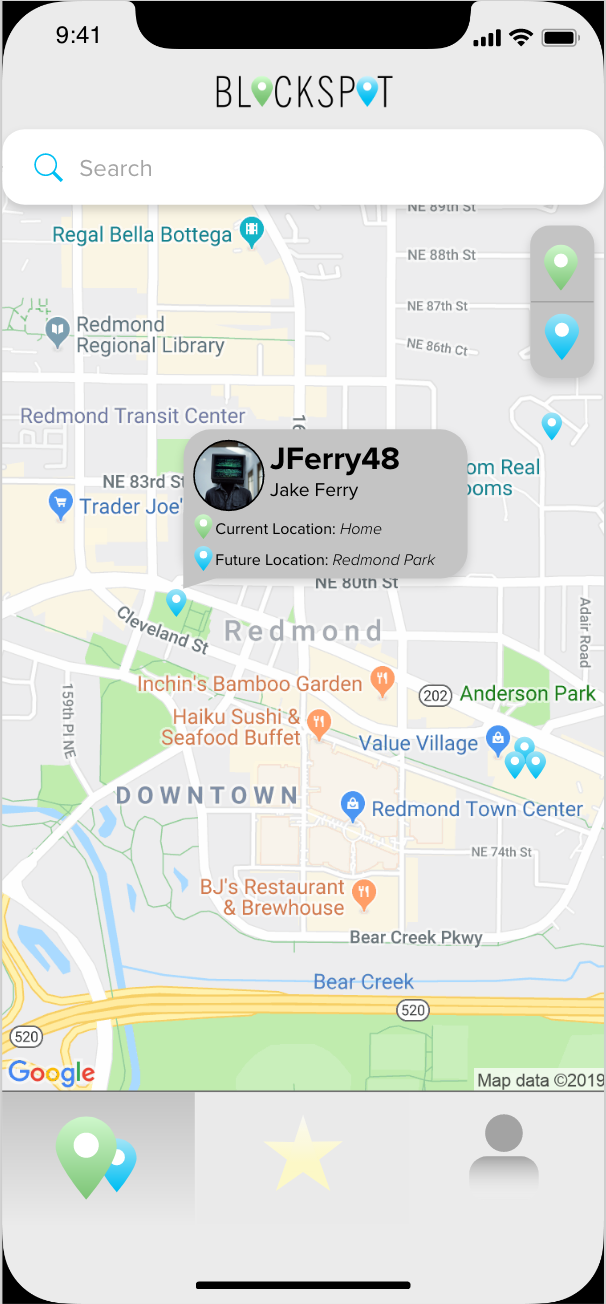 9:41
BLOCKSPOT
Search
NE 89th St
Regal Bella Bottega
NE 88th St
NE 87th St
Redmond
Regional Library
NE 86th Ct
Redmond Transit Center
16
JFerry48
Jake Ferry
om Real
ooms
NE 83rd St
Trader Joe'
Current Location: Home
Future Location: Redmond Park
NE 80th St
Cleveland St
Redmond
Adair Road
Inchin's Bamboo Garden
202
Anderson Park
159th Pl NE
Haiku Sushi &
Seafood Buffet
Value Village
DOWNTOWN
Redmond Town Center
NE 74th St
BJ's Restaurant
& Brewhouse
Bear Creek Pkwy
Bear Creek
520
520
Google
Map data ©2019